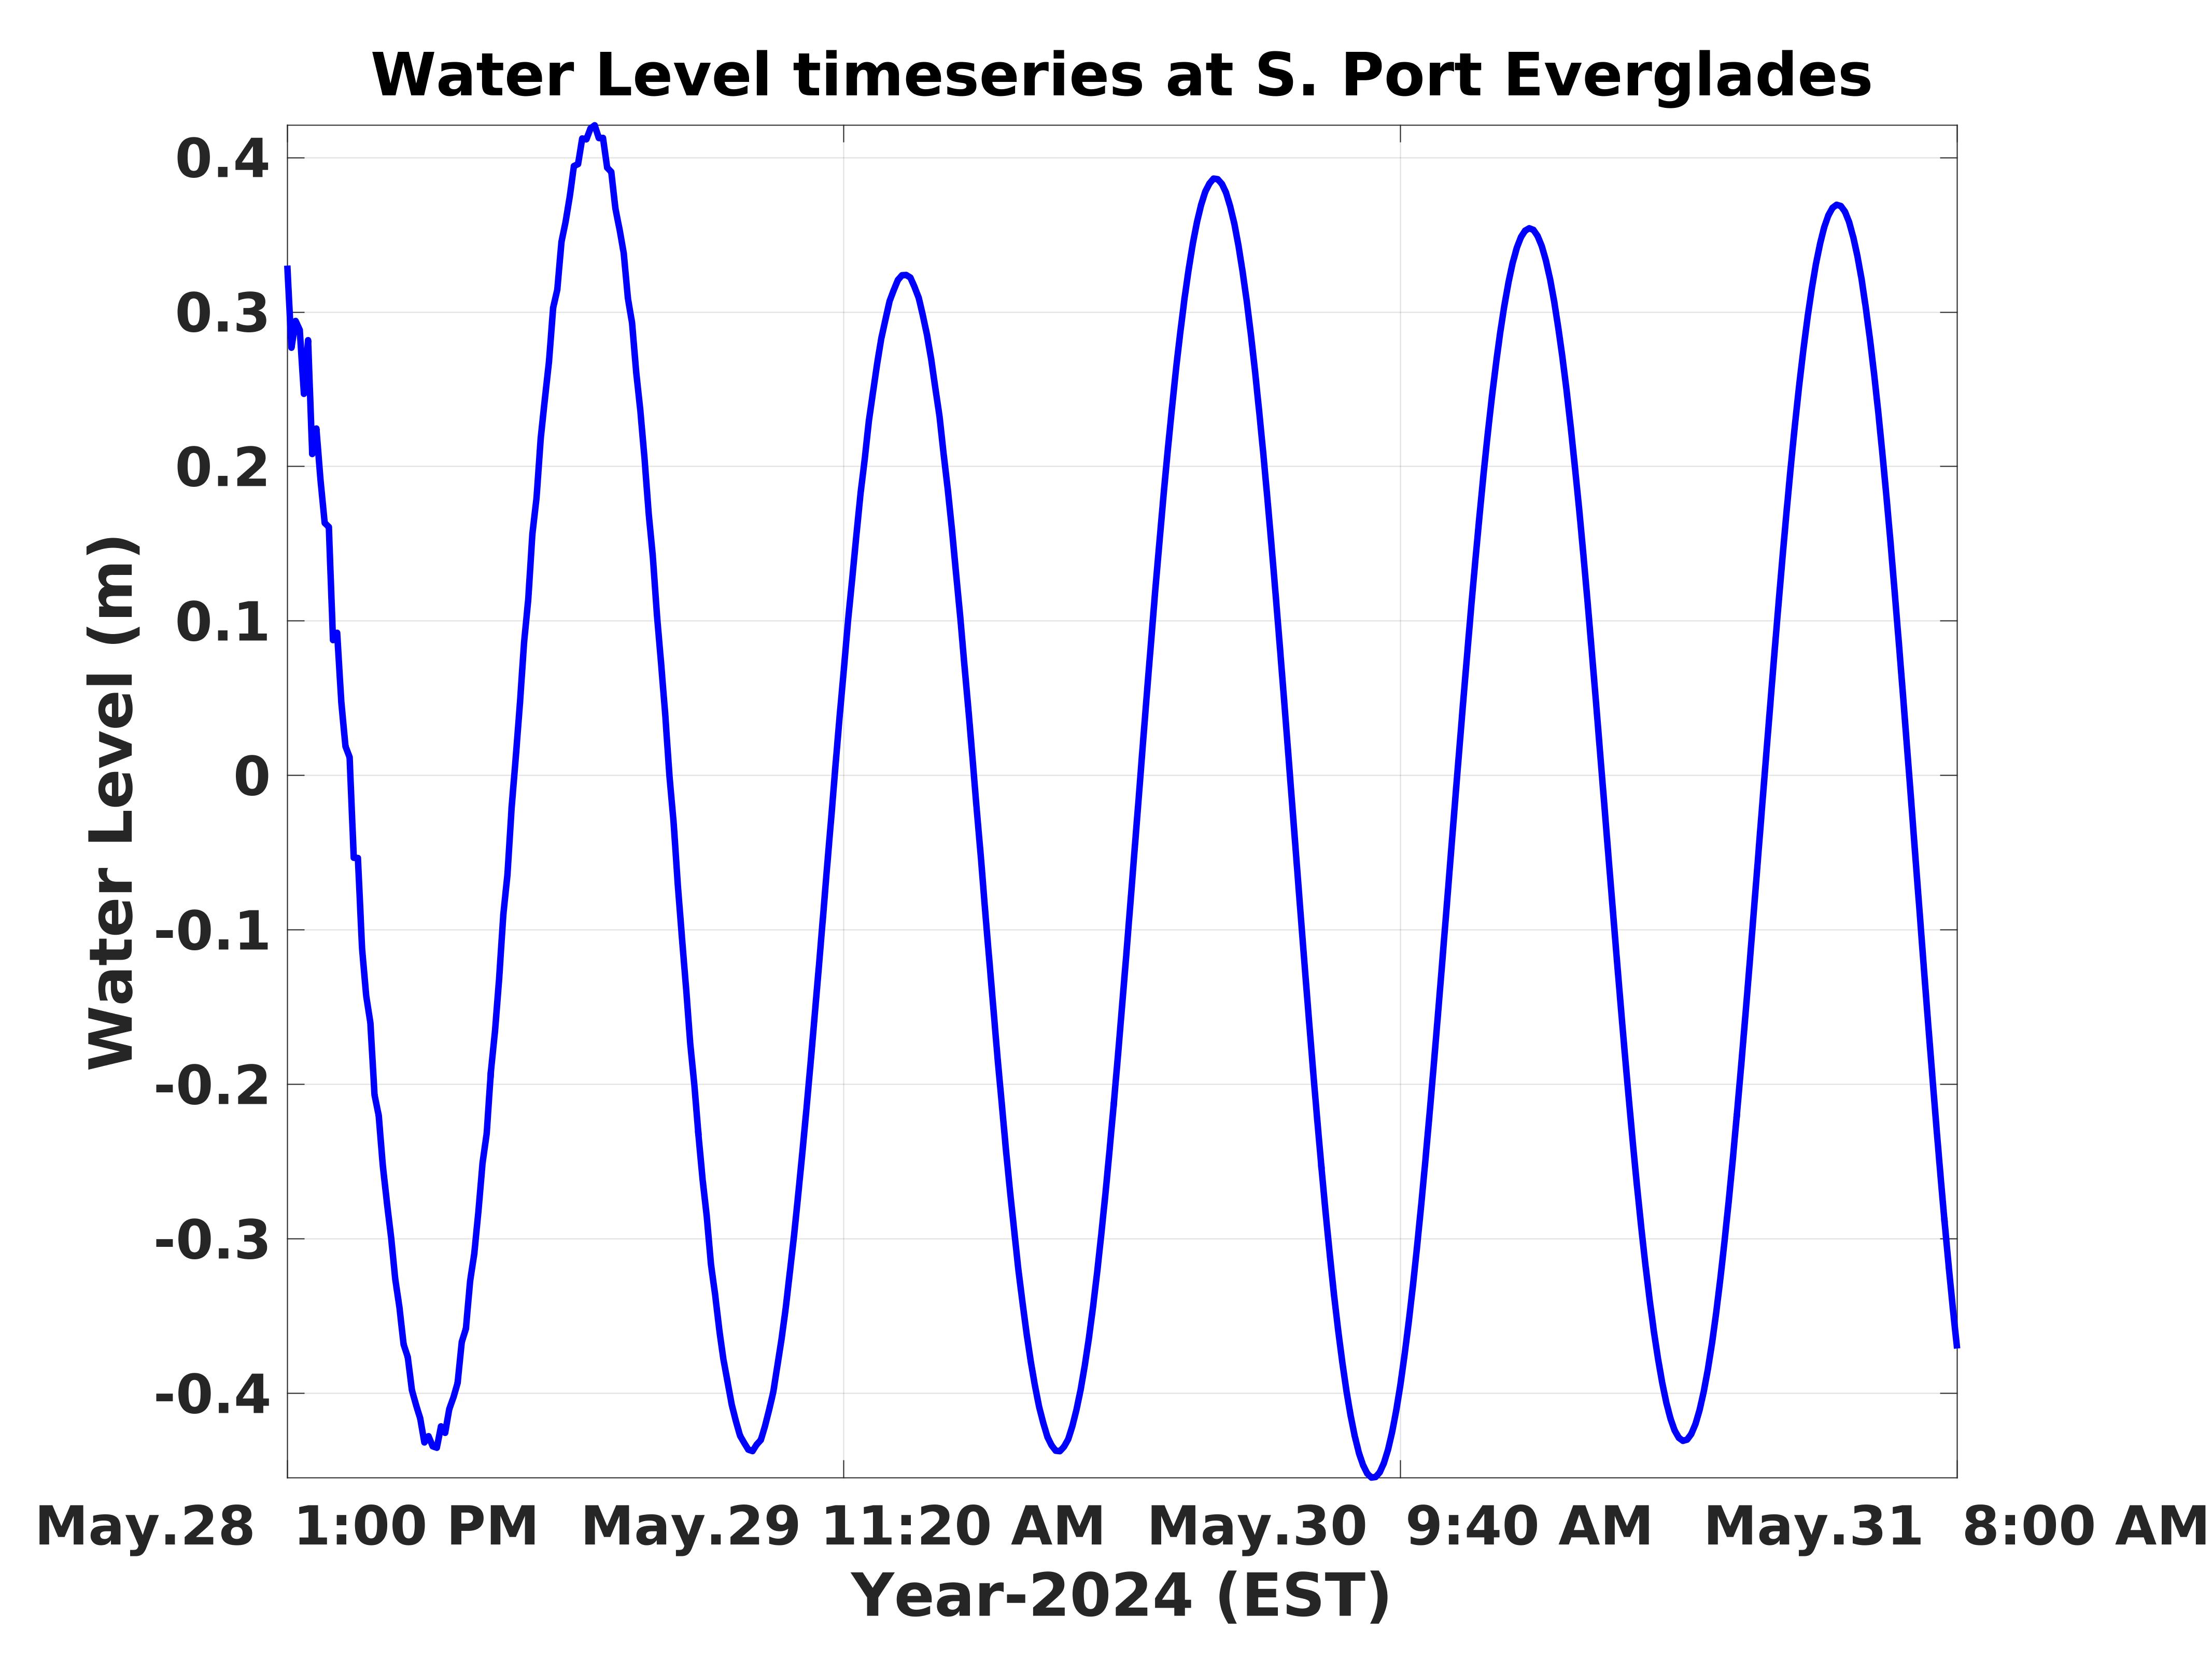 Water Level timeseries at S. Port Everglades
0.4
0.3
0.2
0.1
0
-0.1
-0.2
-0.3
-0.4
Water Level (m)
May.28 1:00 PM May.29 11:20 AM May.30 9:40 AM May.31 8:00 AM
Year-2024 (EST)